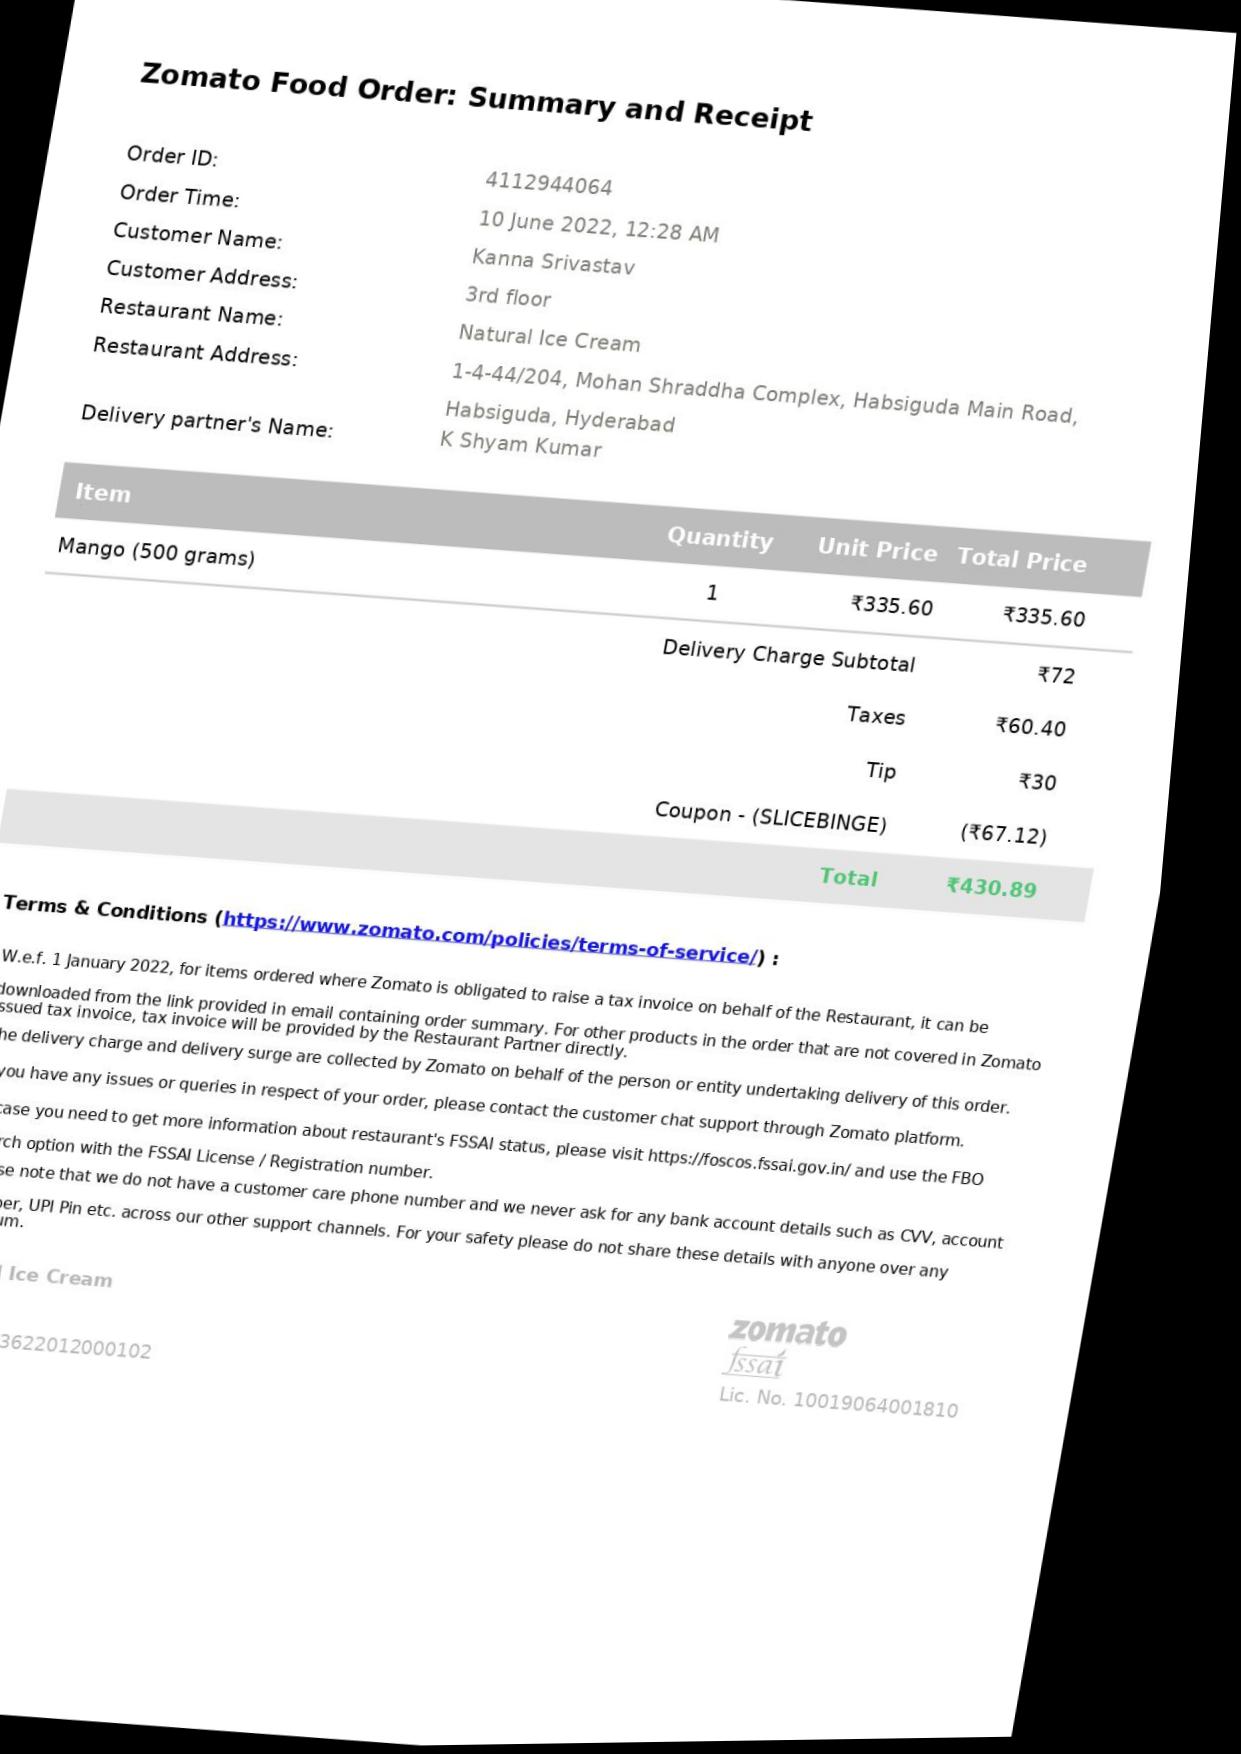 Zomato Food Order: Summary and Receipt
Order ID: 4112944064
Order Time: 10 June 2022, 12:28 AM
Customer Name: Kanna Srivastav
Customer Address: 3rd floor
Restaurant Name: Natural Ice Cream
Restaurant Address: 1-4-44/204, Mohan Shraddha Complex, Habsiguda Main Road,
Habsiguda, Hyderabad
Delivery partner's Name: K Shyam Kumar
Item Quantity Unit Price Total Price
Mango (500 grams) 1 ₹335.60 ₹335.60
Delivery Charge Subtotal ₹72
Taxes ₹60.40
Tip ₹30
Coupon - (SLICEBINGE) (₹67.12)
Total ₹430.89
Terms & Conditions (https://www.zomato.com/policies/terms-of-service/) :
W.e.f. 1 January 2022, for items ordered where Zomato is obligated to raise a tax invoice on behalf of the Restaurant, it can be
downloaded from the link provided in email containing order summary. For other products in the order that are not covered in Zomato
ssued tax invoice, tax invoice will be provided by the Restaurant Partner directly.
he delivery charge and delivery surge are collected by Zomato on behalf of the person or entity undertaking delivery of this order.
you have any issues or queries in respect of your order, please contact the customer chat support through Zomato platform.
case you need to get more information about restaurant's FSSAI status, please visit https://foscos.fssai.gov.in/ and use the FBO
rch option with the FSSAI License / Registration number.
se note that we do not have a customer care phone number and we never ask for any bank account details such as CVV, account
ber, UPI Pin etc. across our other support channels. For your safety please do not share these details with anyone over any
um.
Ice Cream
3622012000102
zomato
fssai
Lic. No. 10019064001810